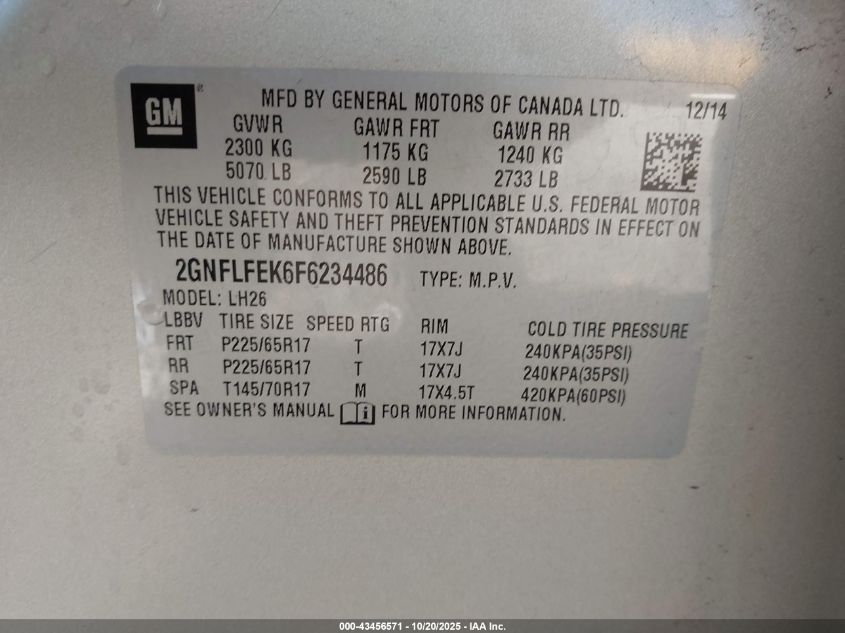 GM ® MFD BY GENERAL MOTORS OF CANADA LTD. 12/14
GVWR GAWR FRT GAWR RR
2300 KG 1175 KG 1240 KG
5070 LB 2590 LB 2733 LB
THIS VEHICLE CONFORMS TO ALL APPLICABLE U.S. FEDERAL MOTOR
VEHICLE SAFETY AND THEFT PREVENTION STANDARDS IN EFFECT ON
THE DATE OF MANUFACTURE SHOWN ABOVE.
2GNFLFEK6F6234486 TYPE: M.P.V.
MODEL: LH26
LBBV TIRE SIZE SPEED RTG RIM COLD TIRE PRESSURE
FRT P225/65R17 T 17X7J 240KPA(35PSI)
RR P225/65R17 T 17X7J 240KPA(35PSI)
SPA T145/70R17 M 17X4.5T 420KPA(60PSI)
SEE OWNER'S MANUAL i FOR MORE INFORMATION.
000-43456571 - 10/20/2025 - IAA Inc.